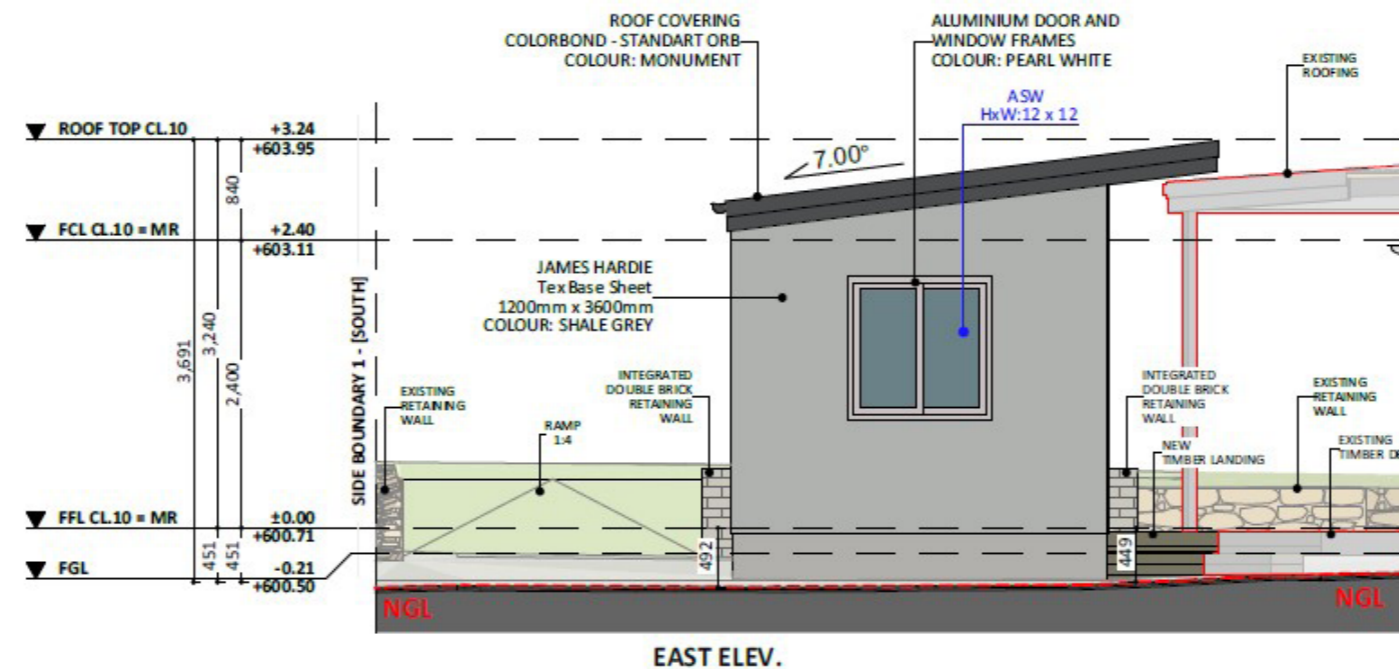 ROOF COVERING
COLORBOND - STANDART ORB
COLOUR: MONUMENT
ALUMINIUM DOOR AND
WINDOW FRAMES
COLOUR: PEARL WHITE
EXISTING
ROOFING
ASW
HxW:12 x 12
ROOF TOP CL.10
+3.24
+603.95
7.00°
840
FCL CL.10 = MR
+2.40
+603.11
JAMES HARDIE
Tex Base Sheet
1200mm x 3600mm
COLOUR: SHALE GREY
3,691
3,240
2,400
SIDE BOUNDARY 1 - [SOUTH]
EXISTING
RETAINING
WALL
RAMP
1:4
INTEGRATED
DOUBLE BRICK
RETAINING
WALL
INTEGRATED
DOUBLE BRICK
RETAINING
WALL
EXISTING
RETAINING
WALL
NEW
TIMBER LANDING
EXISTING
TIMBER DE
FFL CL.10 = MR
±0.00
+600.71
451
451
492
449
FGL
-0.21
+600.50
NGL
NGL
EAST ELEV.